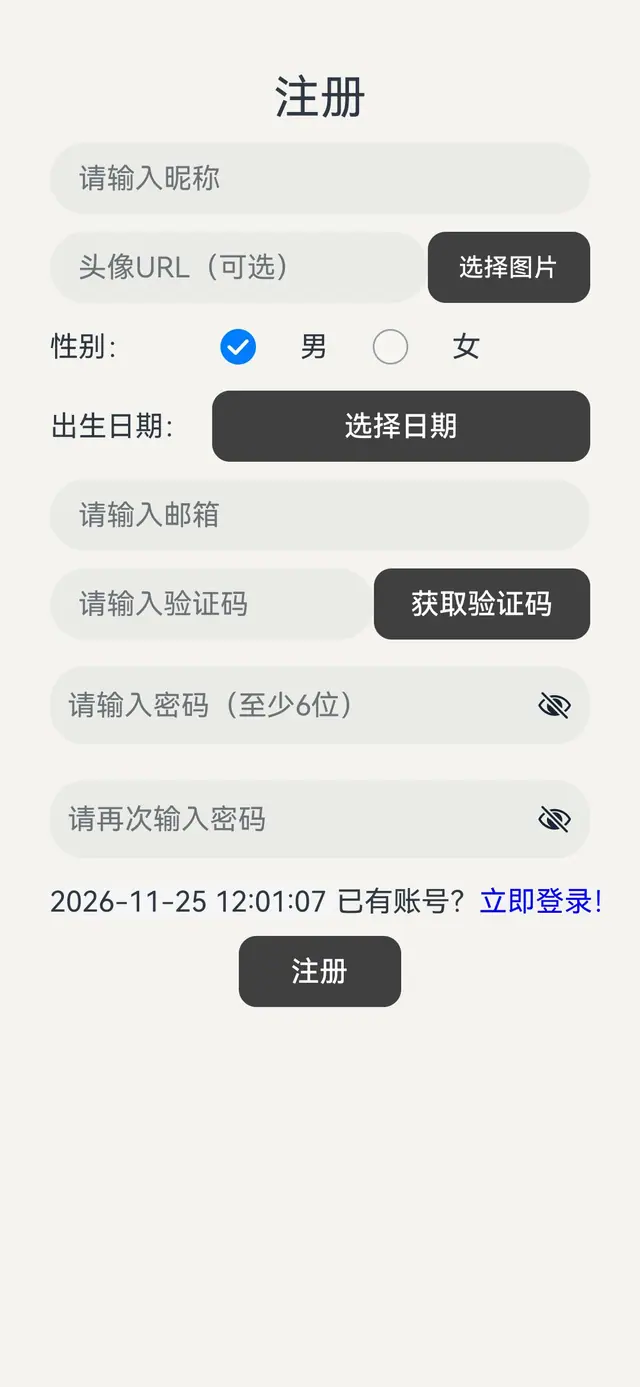 注册
请输入昵称
头像URL（可选） 选择图片
性别： 男 女
出生日期： 选择日期
请输入邮箱
请输入验证码 获取验证码
请输入密码（至少6位）
请再次输入密码
2026-11-25 12:01:07 已有账号？立即登录！
注册